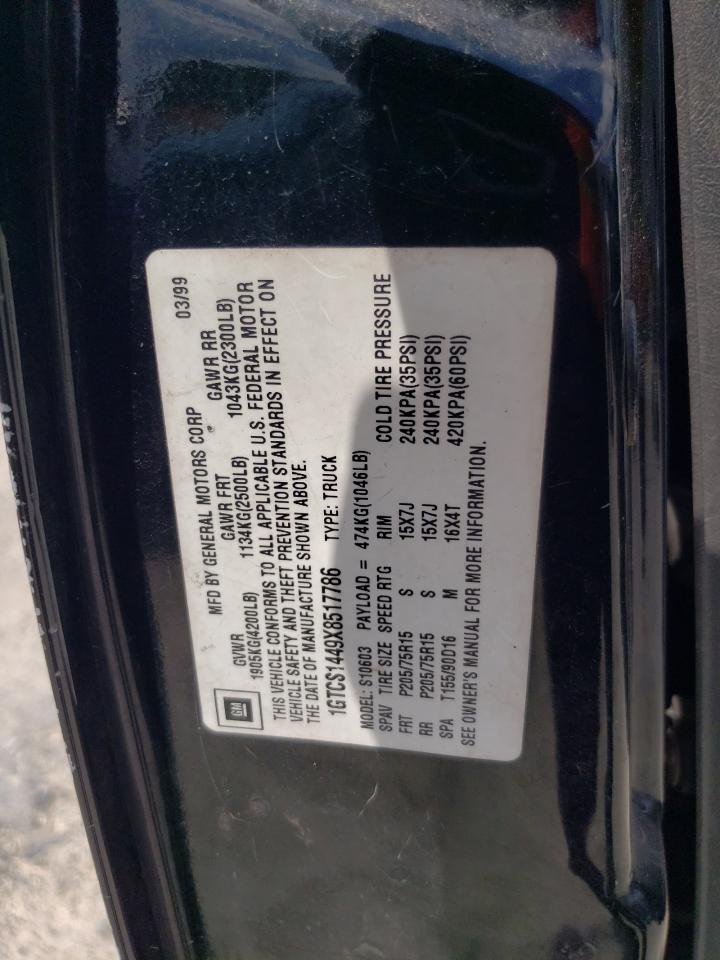 MFD BY GENERAL MOTORS CORP 03/99
GVWR GAWR FRT GAWR RR
1905KG(4200LB) 1134KG(2500LB) 1043KG(2300LB)
GM
THIS VEHICLE CONFORMS TO ALL APPLICABLE U.S. FEDERAL MOTOR
VEHICLE SAFETY AND THEFT PREVENTION STANDARDS IN EFFECT ON
THE DATE OF MANUFACTURE SHOWN ABOVE.
1GTCS1449X8517786 TYPE: TRUCK
MODEL: S10603 PAYLOAD = 474KG(1046LB)
SPAV TIRE SIZE SPEED RTG RIM COLD TIRE PRESSURE
FRT P205/75R15 S 15X7J 240KPA(35PSI)
RR P205/75R15 S 15X7J 240KPA(35PSI)
SPA T155/90D16 M 16X4T 420KPA(60PSI)
SEE OWNER'S MANUAL FOR MORE INFORMATION.